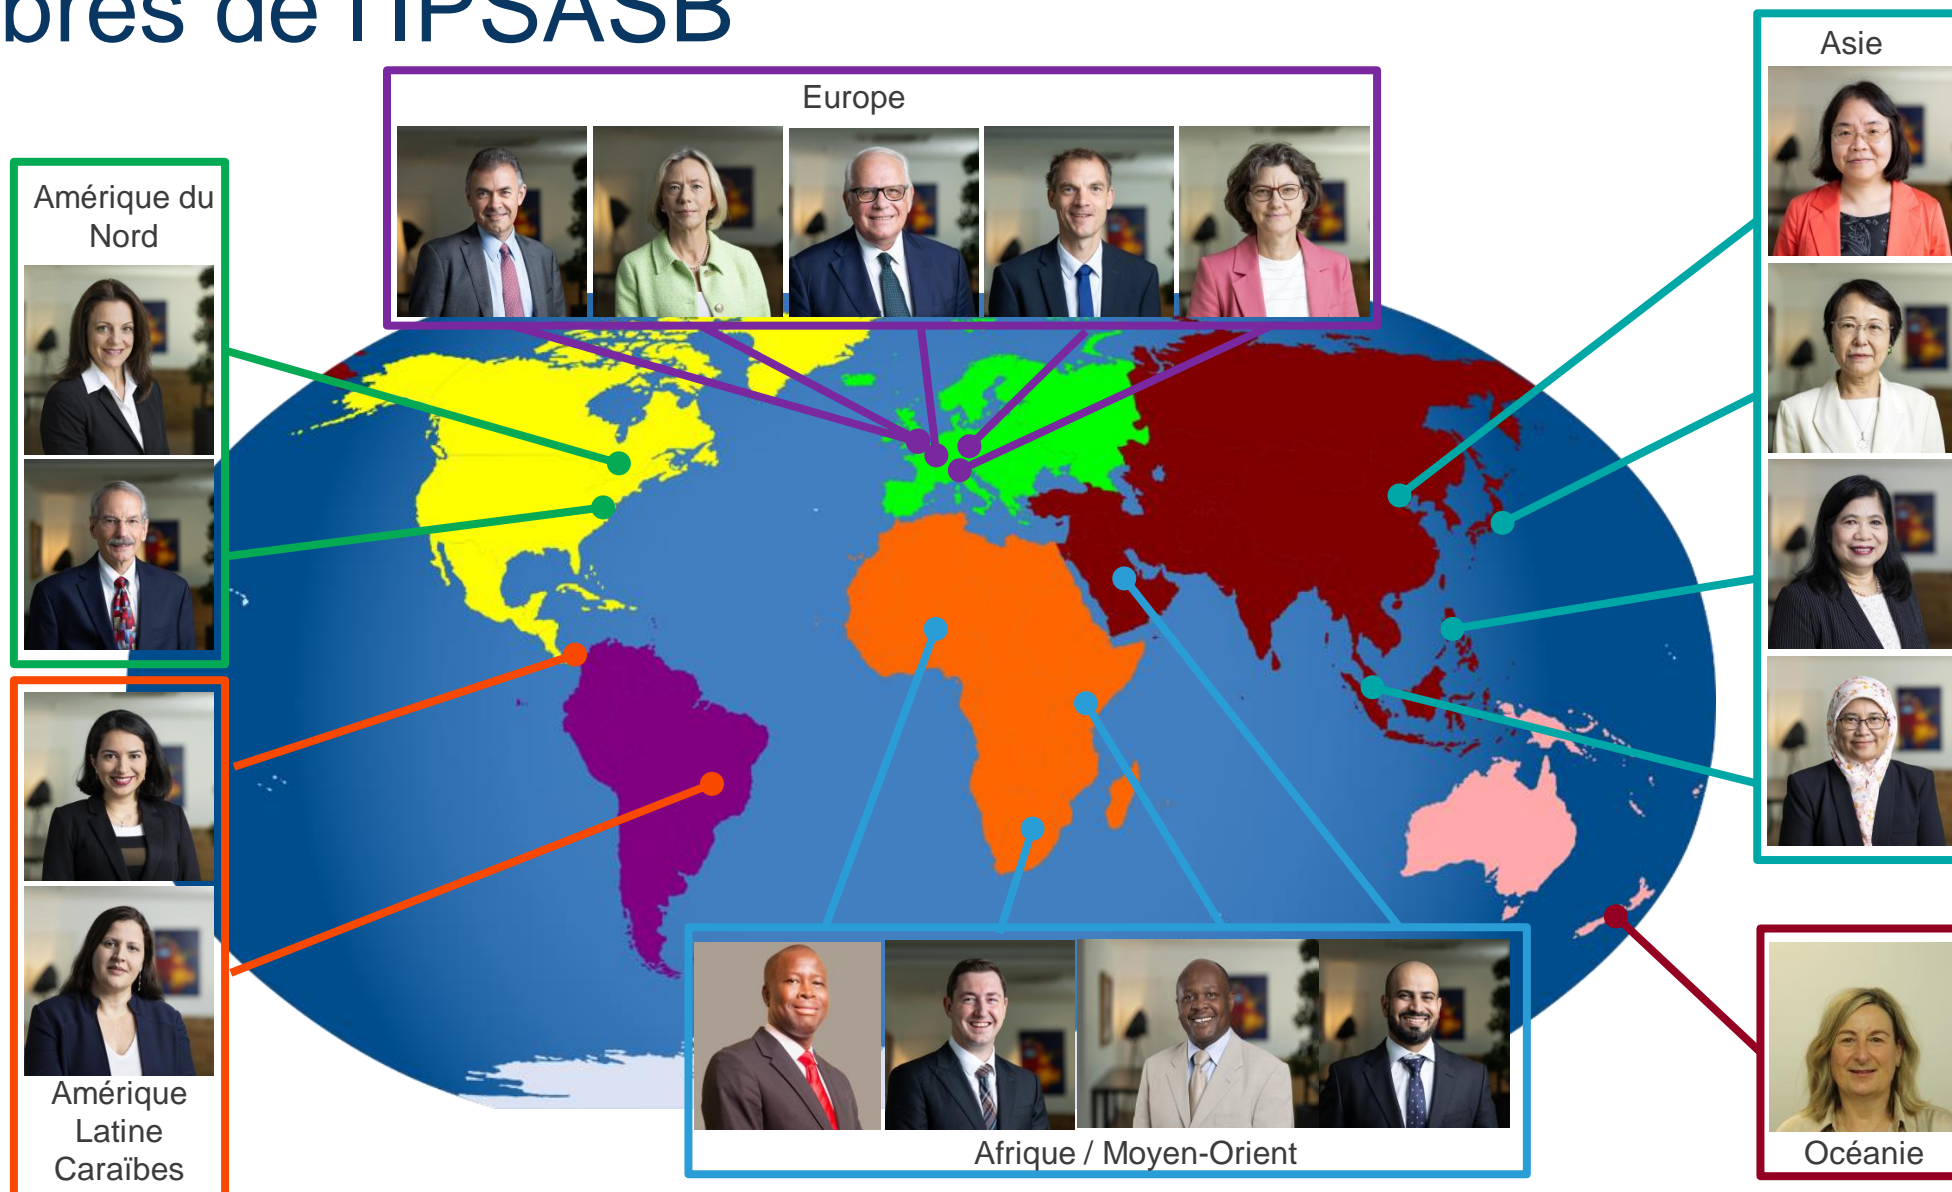 bres de l'IPSASB
Europe
Asie
Amérique du
Nord
Amérique
Latine
Caraïbes
Afrique / Moyen-Orient
Océanie